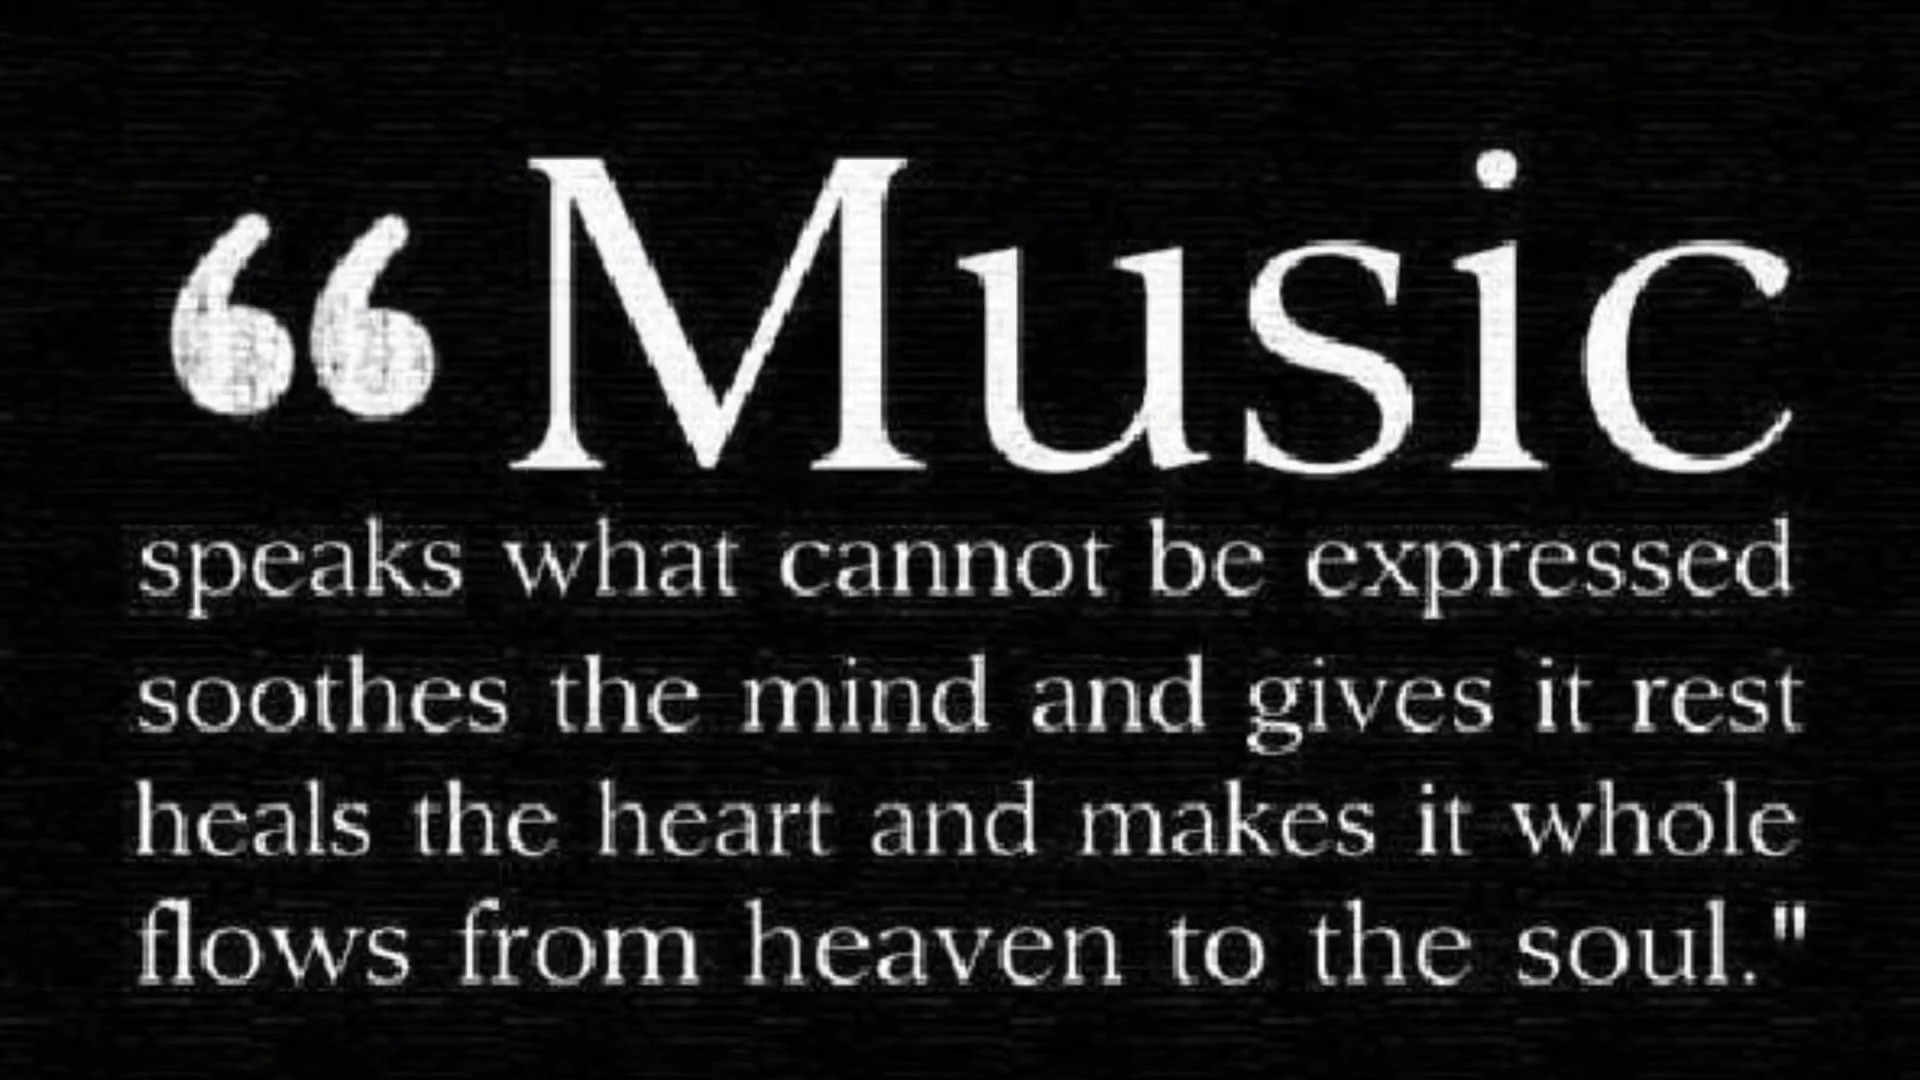 “Music
speaks what cannot be expressed
soothes the mind and gives it rest
heals the heart and makes it whole
flows from heaven to the soul."